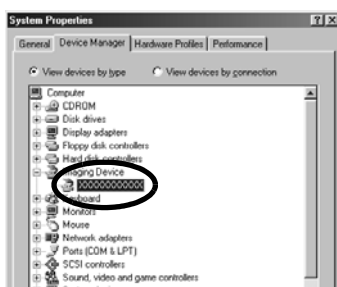 System Properties
General Device Manager Hardware Profiles Performance
View devices by type View devices by connection
Computer
CDROM
Disk drives
Display adapters
Floppy disk controllers
Hard disk controllers
Imaging Device
XXXXXXXXXXXX
Keyboard
Monitors
Mouse
Network adapters
Ports (COM & LPT)
SCSI controllers
Sound, video and game controllers